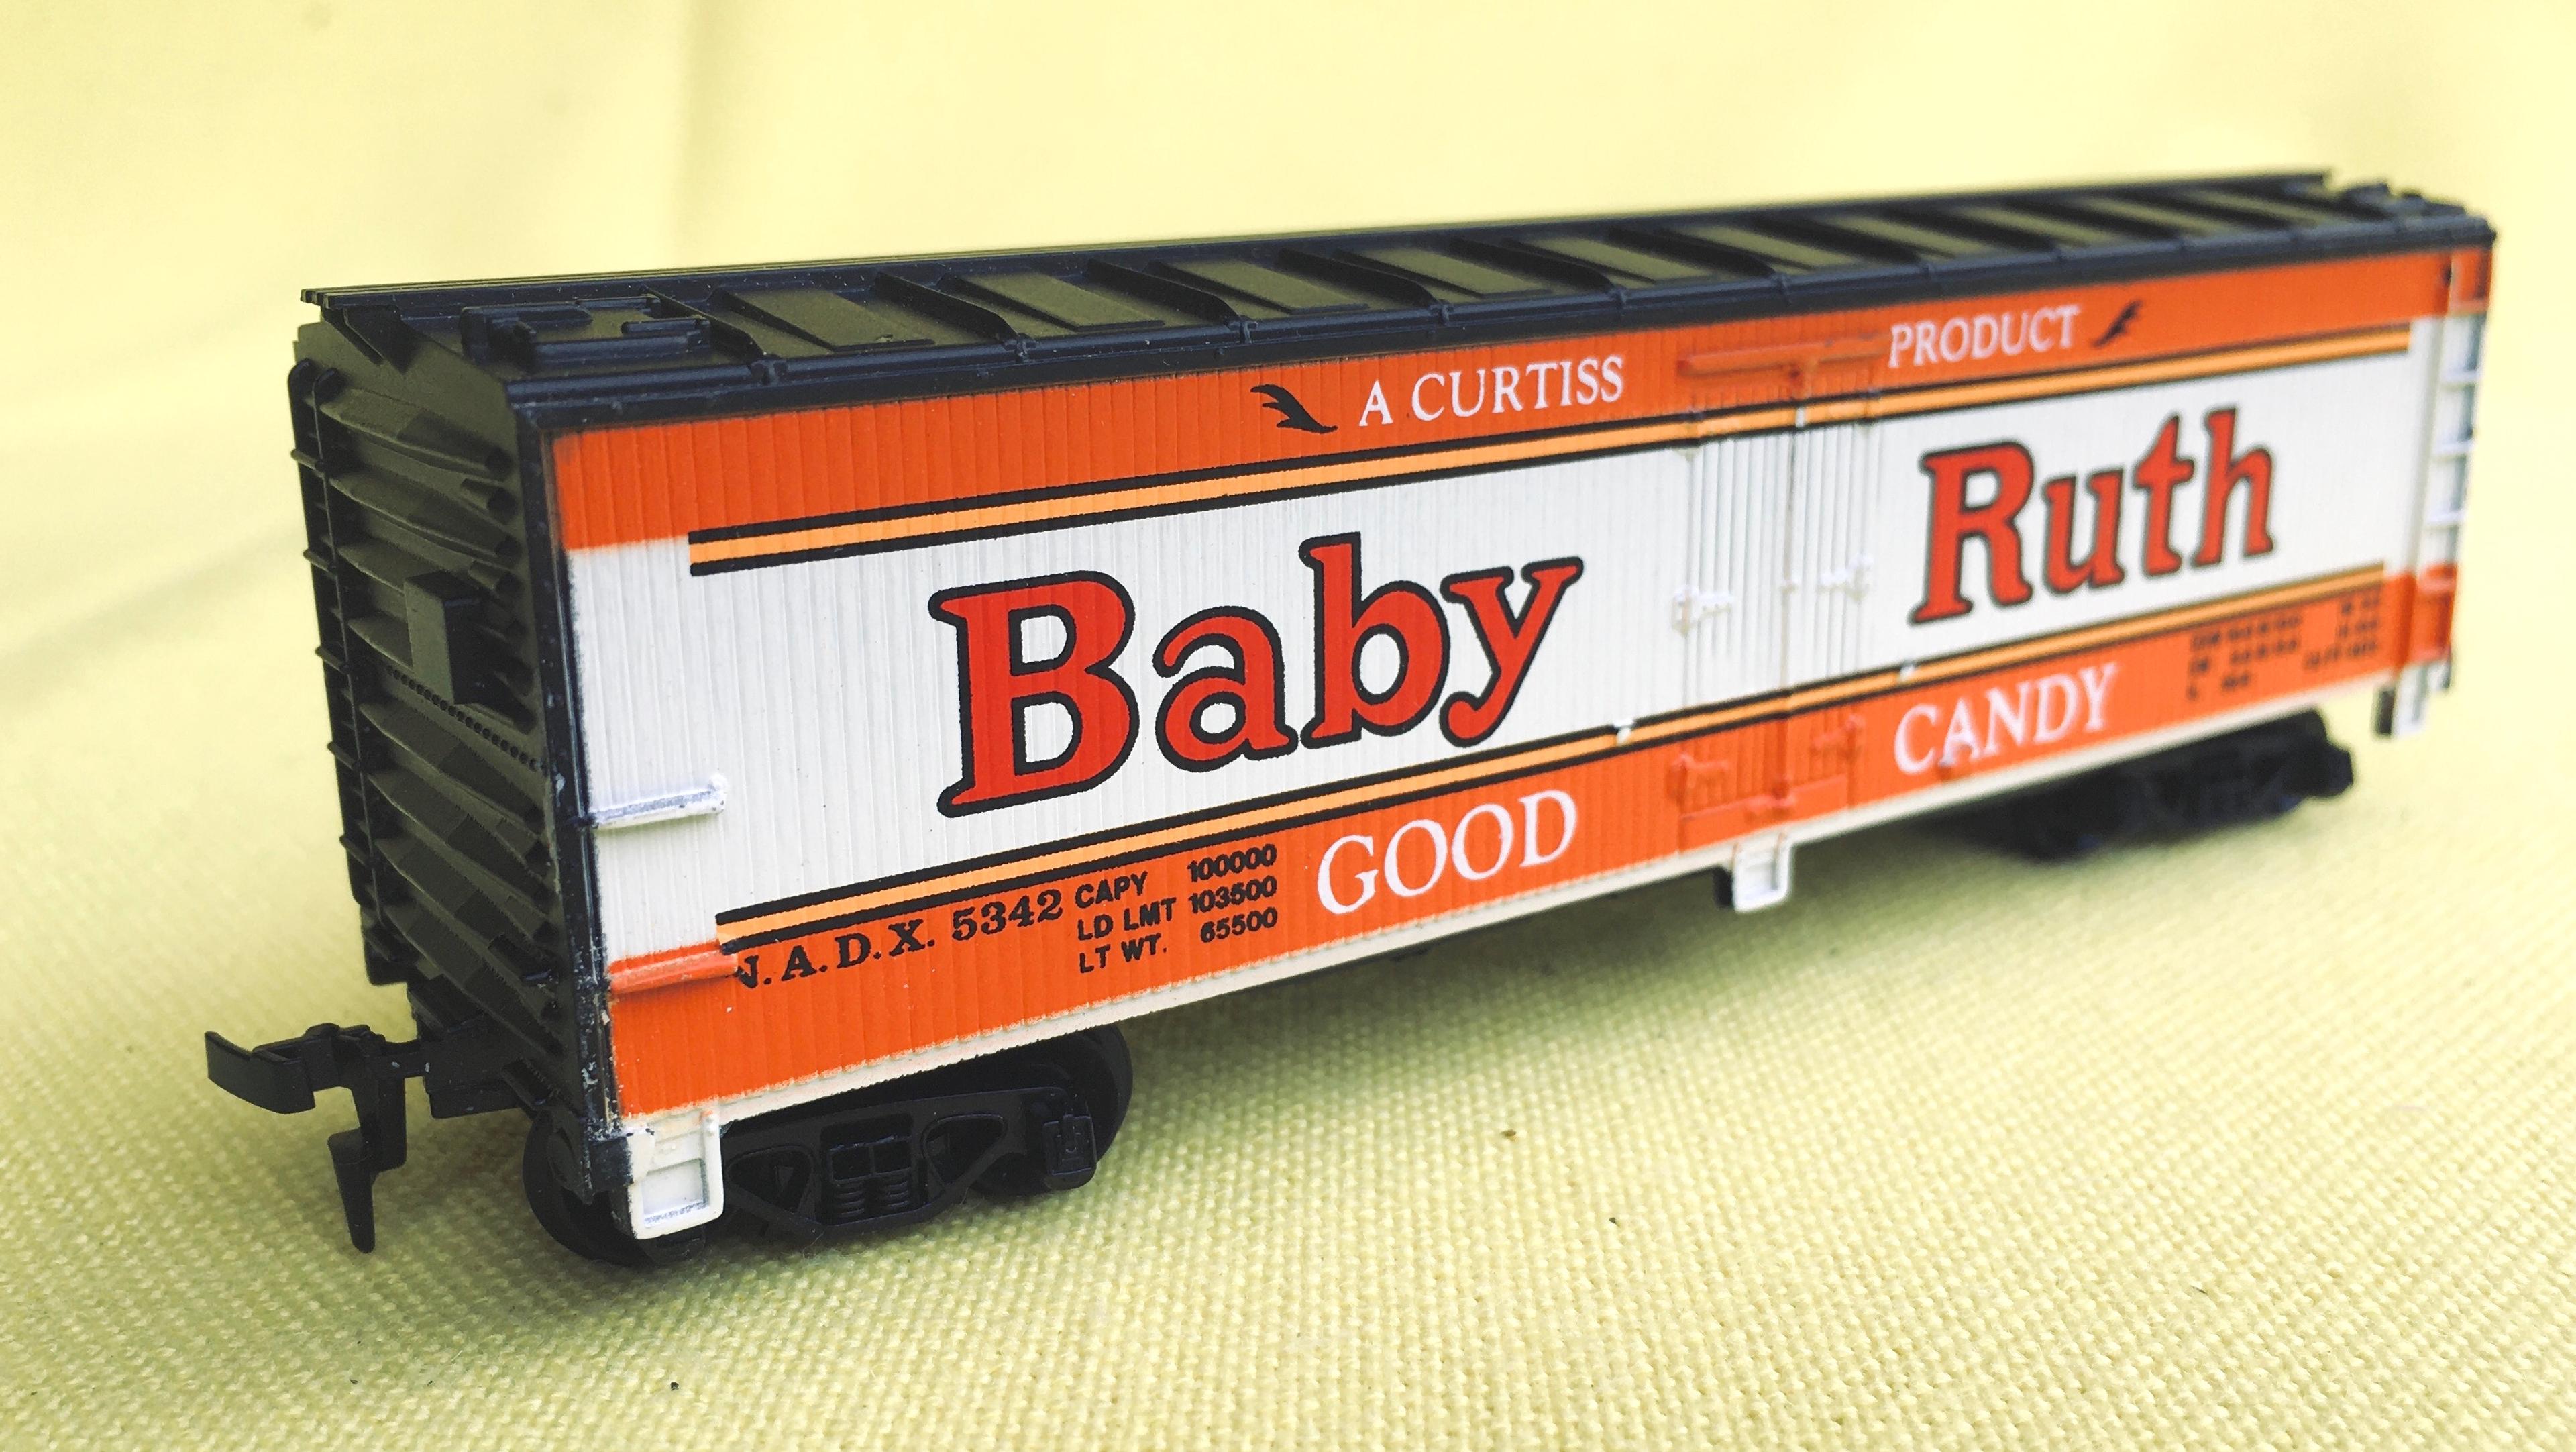 A CURTISS PRODUCT
Baby Ruth
GOOD CANDY
N.A.D.X. 5342
CAPY 100000
LD LMT 103500
LT WT. 65500